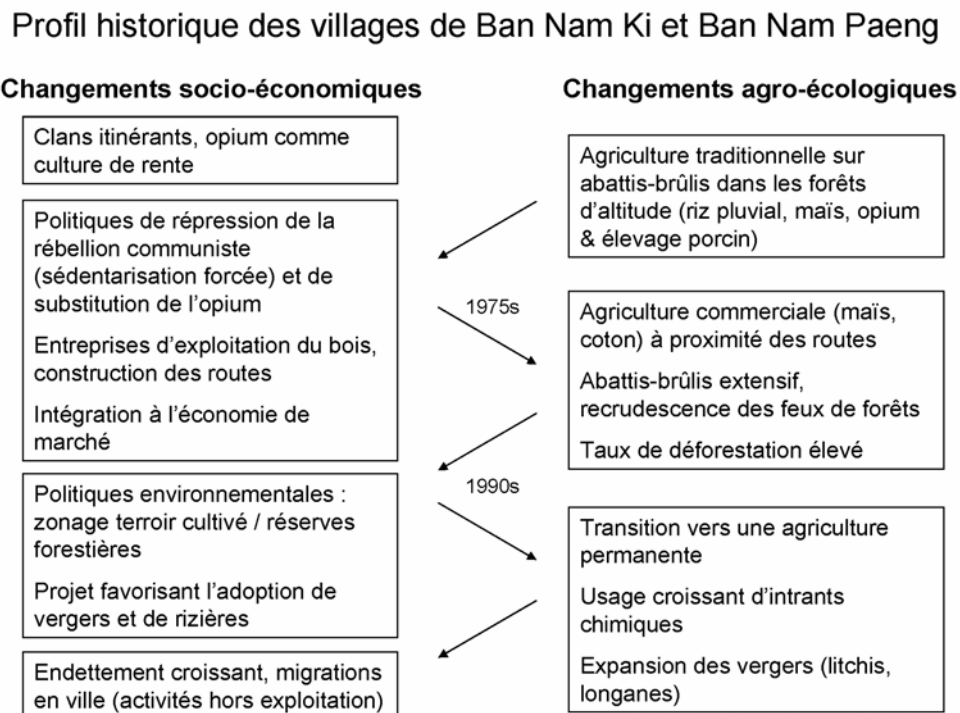 Profil historique des villages de Ban Nam Ki et Ban Nam Paeng
Changements socio-économiques
Clans itinérants, opium comme
culture de rente
Politiques de répression de la
rébellion communiste
(sédentarisation forcée) et de
substitution de l’opium
Entreprises d’exploitation du bois,
construction des routes
Intégration à l’économie de
marché
Politiques environnementales :
zonage terroir cultivé / réserves
forestières
Projet favorisant l’adoption de
vergers et de rizières
Endettement croissant, migrations
en ville (activités hors exploitation)
1975s
1990s
Changements agro-écologiques
Agriculture traditionnelle sur
abattis-brûlis dans les forêts
d’altitude (riz pluvial, maïs, opium
& élevage porcin)
Agriculture commerciale (maïs,
coton) à proximité des routes
Abattis-brûlis extensif,
recrudescence des feux de forêts
Taux de déforestation élevé
Transition vers une agriculture
permanente
Usage croissant d’intrants
chimiques
Expansion des vergers (litchis,
longanes)